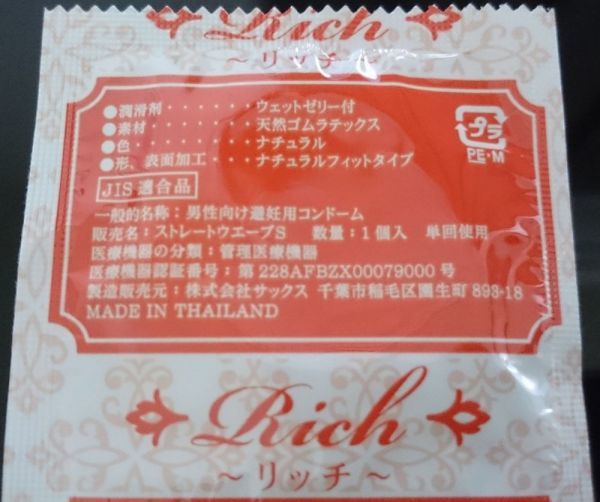 Rich
～リッチ～
●潤滑剤・・・・・・ウェットゼリー付
●素材・・・・・・・天然ゴムラテックス
●色・・・・・・・・ナチュラル
●形、表面加工・・・ナチュラルフィットタイプ
プラ
PE・M
JIS適合品
一般的名称：男性向け避妊用コンドーム
販売名：ストレートウエーブS 数量：1個入 単回使用
医療機器の分類：管理医療機器
医療機器認証番号：第228AFBZX00079000号
製造販売元：株式会社サックス 千葉市稲毛区園生町 893-18
MADE IN THAILAND
Rich
～リッチ～